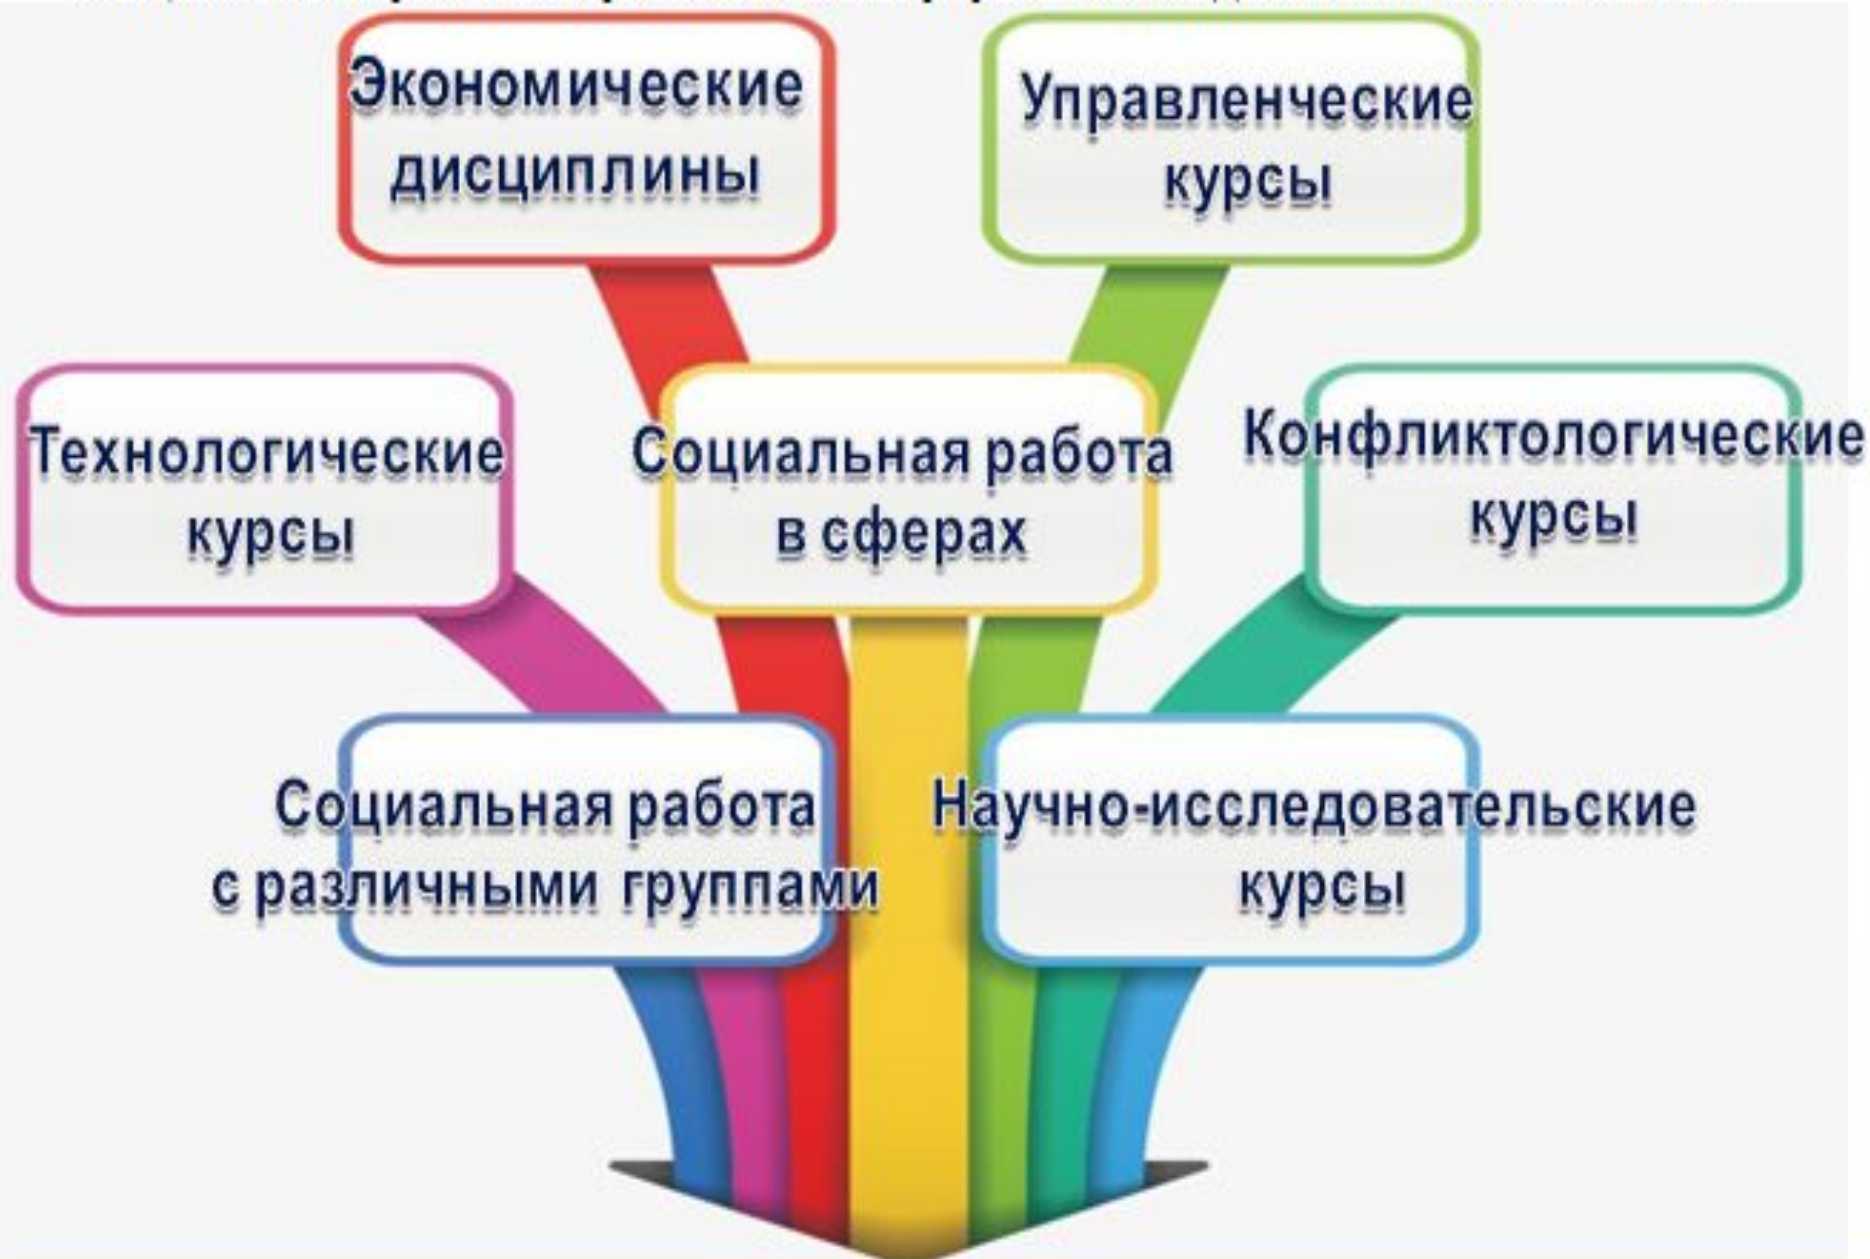 Экономические
дисциплины
Управленческие
курсы
Технологические
курсы
Социальная работа
в сферах
Конфликтологические
курсы
Социальная работа
с различными группами
Научно-исследовательские
курсы